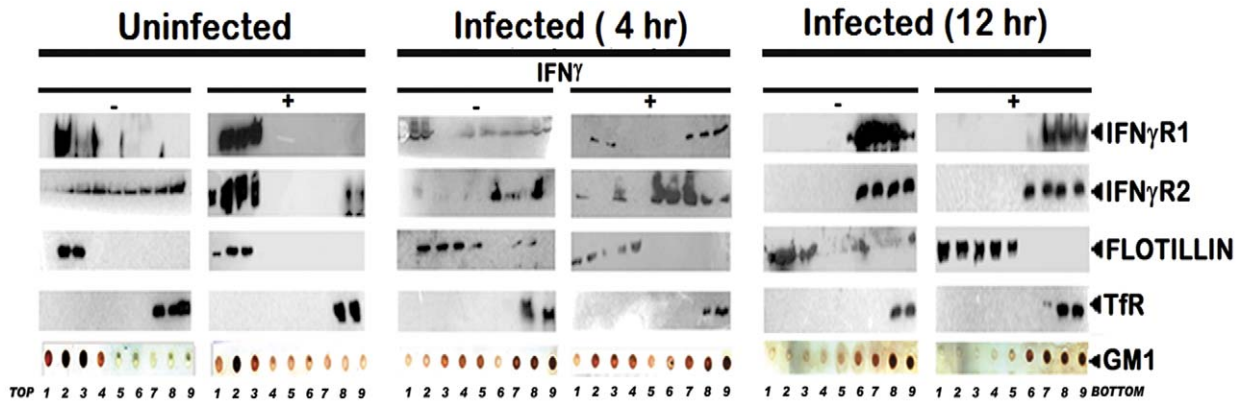 Uninfected Infected ( 4 hr) Infected (12 hr)
IFNγ
- + - + - +
IFNγR1
IFNγR2
FLOTILLIN
TfR
GM1
TOP 1 2 3 4 5 6 7 8 9 1 2 3 4 5 6 7 8 9 1 2 3 4 5 6 7 8 9 1 2 3 4 5 6 7 8 9 1 2 3 4 5 6 7 8 9 1 2 3 4 5 6 7 8 9 BOTTOM